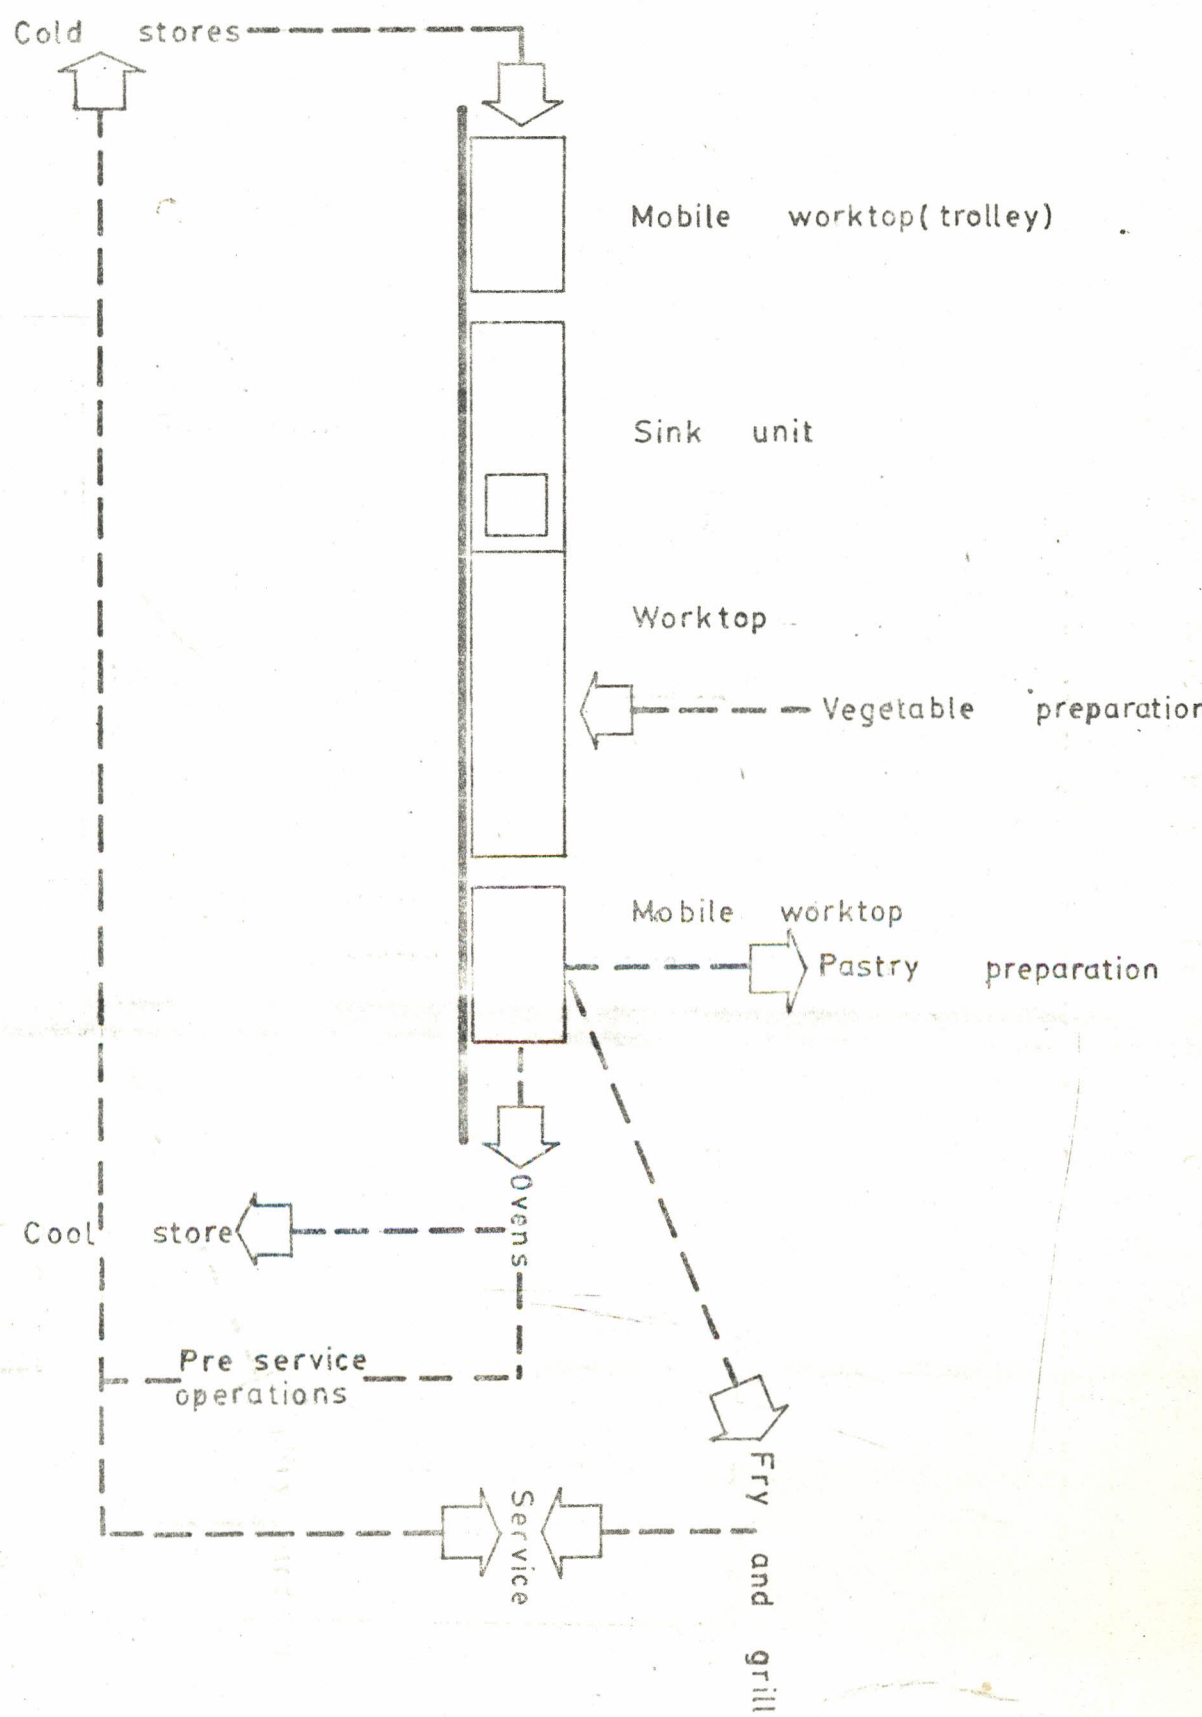 Cold stores
Mobile worktop(trolley)
Sink unit
Worktop
Vegetable preparation
Mobile worktop
Pastry preparation
Ovens
Cool store
Pre service
operations
Fry and grill
Service